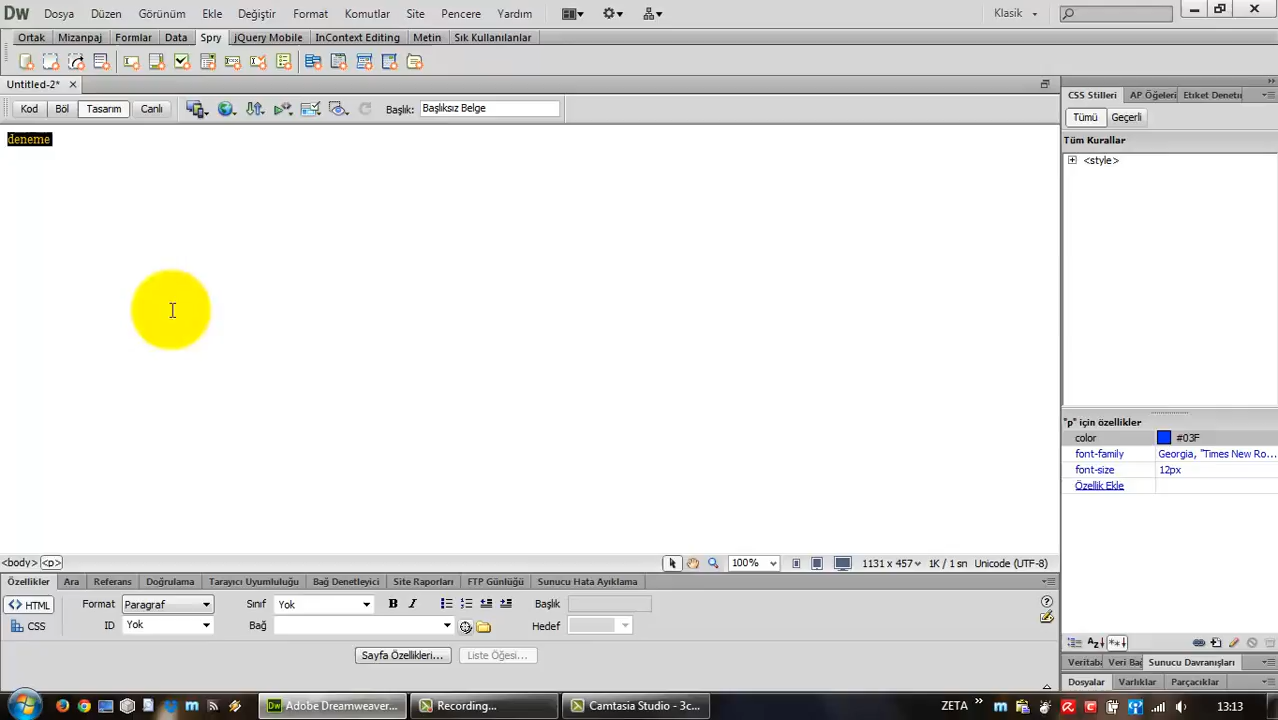 Dw Dosya Düzen Görünüm Ekle Değiştir Format Komutlar Site Pencere Yardım Klasik
Ortak Mizanpaj Formlar Data Spry jQuery Mobile InContext Editing Metin Sık Kullanılanlar
Untitled-2*
Kod Böl Tasarım Canlı Başlık: Başlıksız Belge
deneme
CSS Stilleri AP Öğeleri Etiket Denetı
Tümü Geçerli
Tüm Kurallar
<style>
"p" için özellikler
color #03F
font-family Georgia, "Times New Ro...
font-size 12px
Özellik Ekle
<body> <p> 100% 1131 x 457 1K / 1 sn Unicode (UTF-8)
Özellikler Ara Referans Doğrulama Tarayıcı Uyumluluğu Bağ Denetleyici Site Raporları FTP Günlüğü Sunucu Hata Ayıklama
<> HTML Format Paragraf Sınıf Yok B I Başlık
CSS ID Yok Bağ Hedef
Sayfa Özellikleri... Liste Öğesi...
Veritaba Veri Bağ Sunucu Davranışları
Dosyalar Varlıklar Parçacıklar
Adobe Dreamweaver... Recording... Camtasia Studio - 3c... ZETA » 13:13